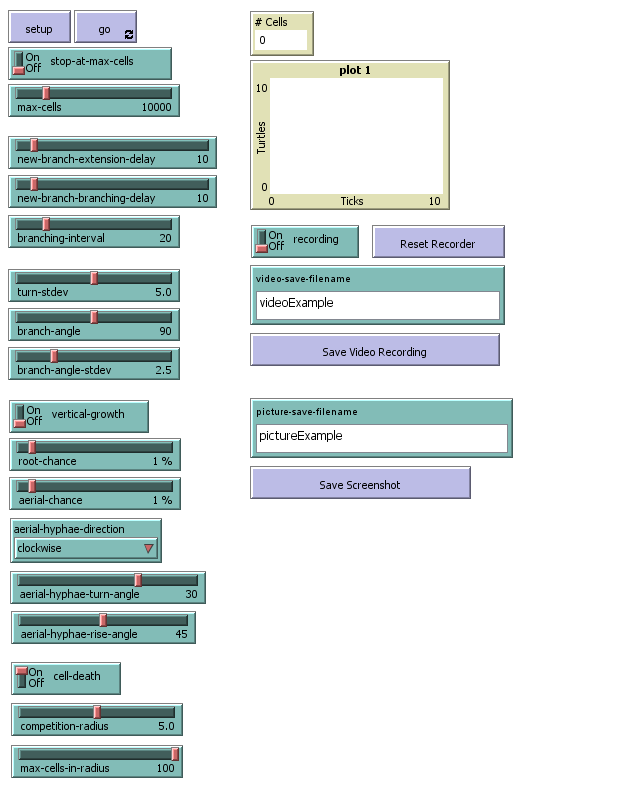 setup
go
On
Off
stop-at-max-cells
max-cells 10000
new-branch-extension-delay 10
new-branch-branching-delay 10
branching-interval 20
turn-stdev 5.0
branch-angle 90
branch-angle-stdev 2.5
On
Off
vertical-growth
root-chance 1 %
aerial-chance 1 %
aerial-hyphae-direction
clockwise
aerial-hyphae-turn-angle 30
aerial-hyphae-rise-angle 45
On
Off
cell-death
competition-radius 5.0
max-cells-in-radius 100
# Cells
0
plot 1
10
Turtles
0
0 Ticks 10
On
Off
recording
Reset Recorder
video-save-filename
videoExample
Save Video Recording
picture-save-filename
pictureExample
Save Screenshot